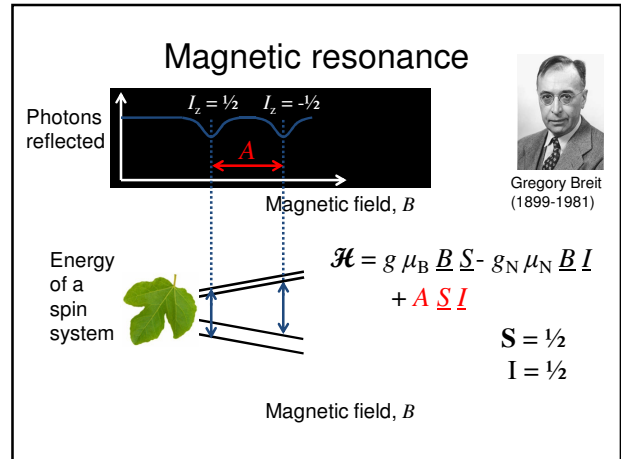 Magnetic resonance
Photons
reflected
I_z = ½ I_z = -½
A
Magnetic field, B
Gregory Breit
(1899-1981)
Energy
of a
spin
system
ℋ = g μ_B B S - g_N μ_N B I
+ A S I
S = ½
I = ½
Magnetic field, B